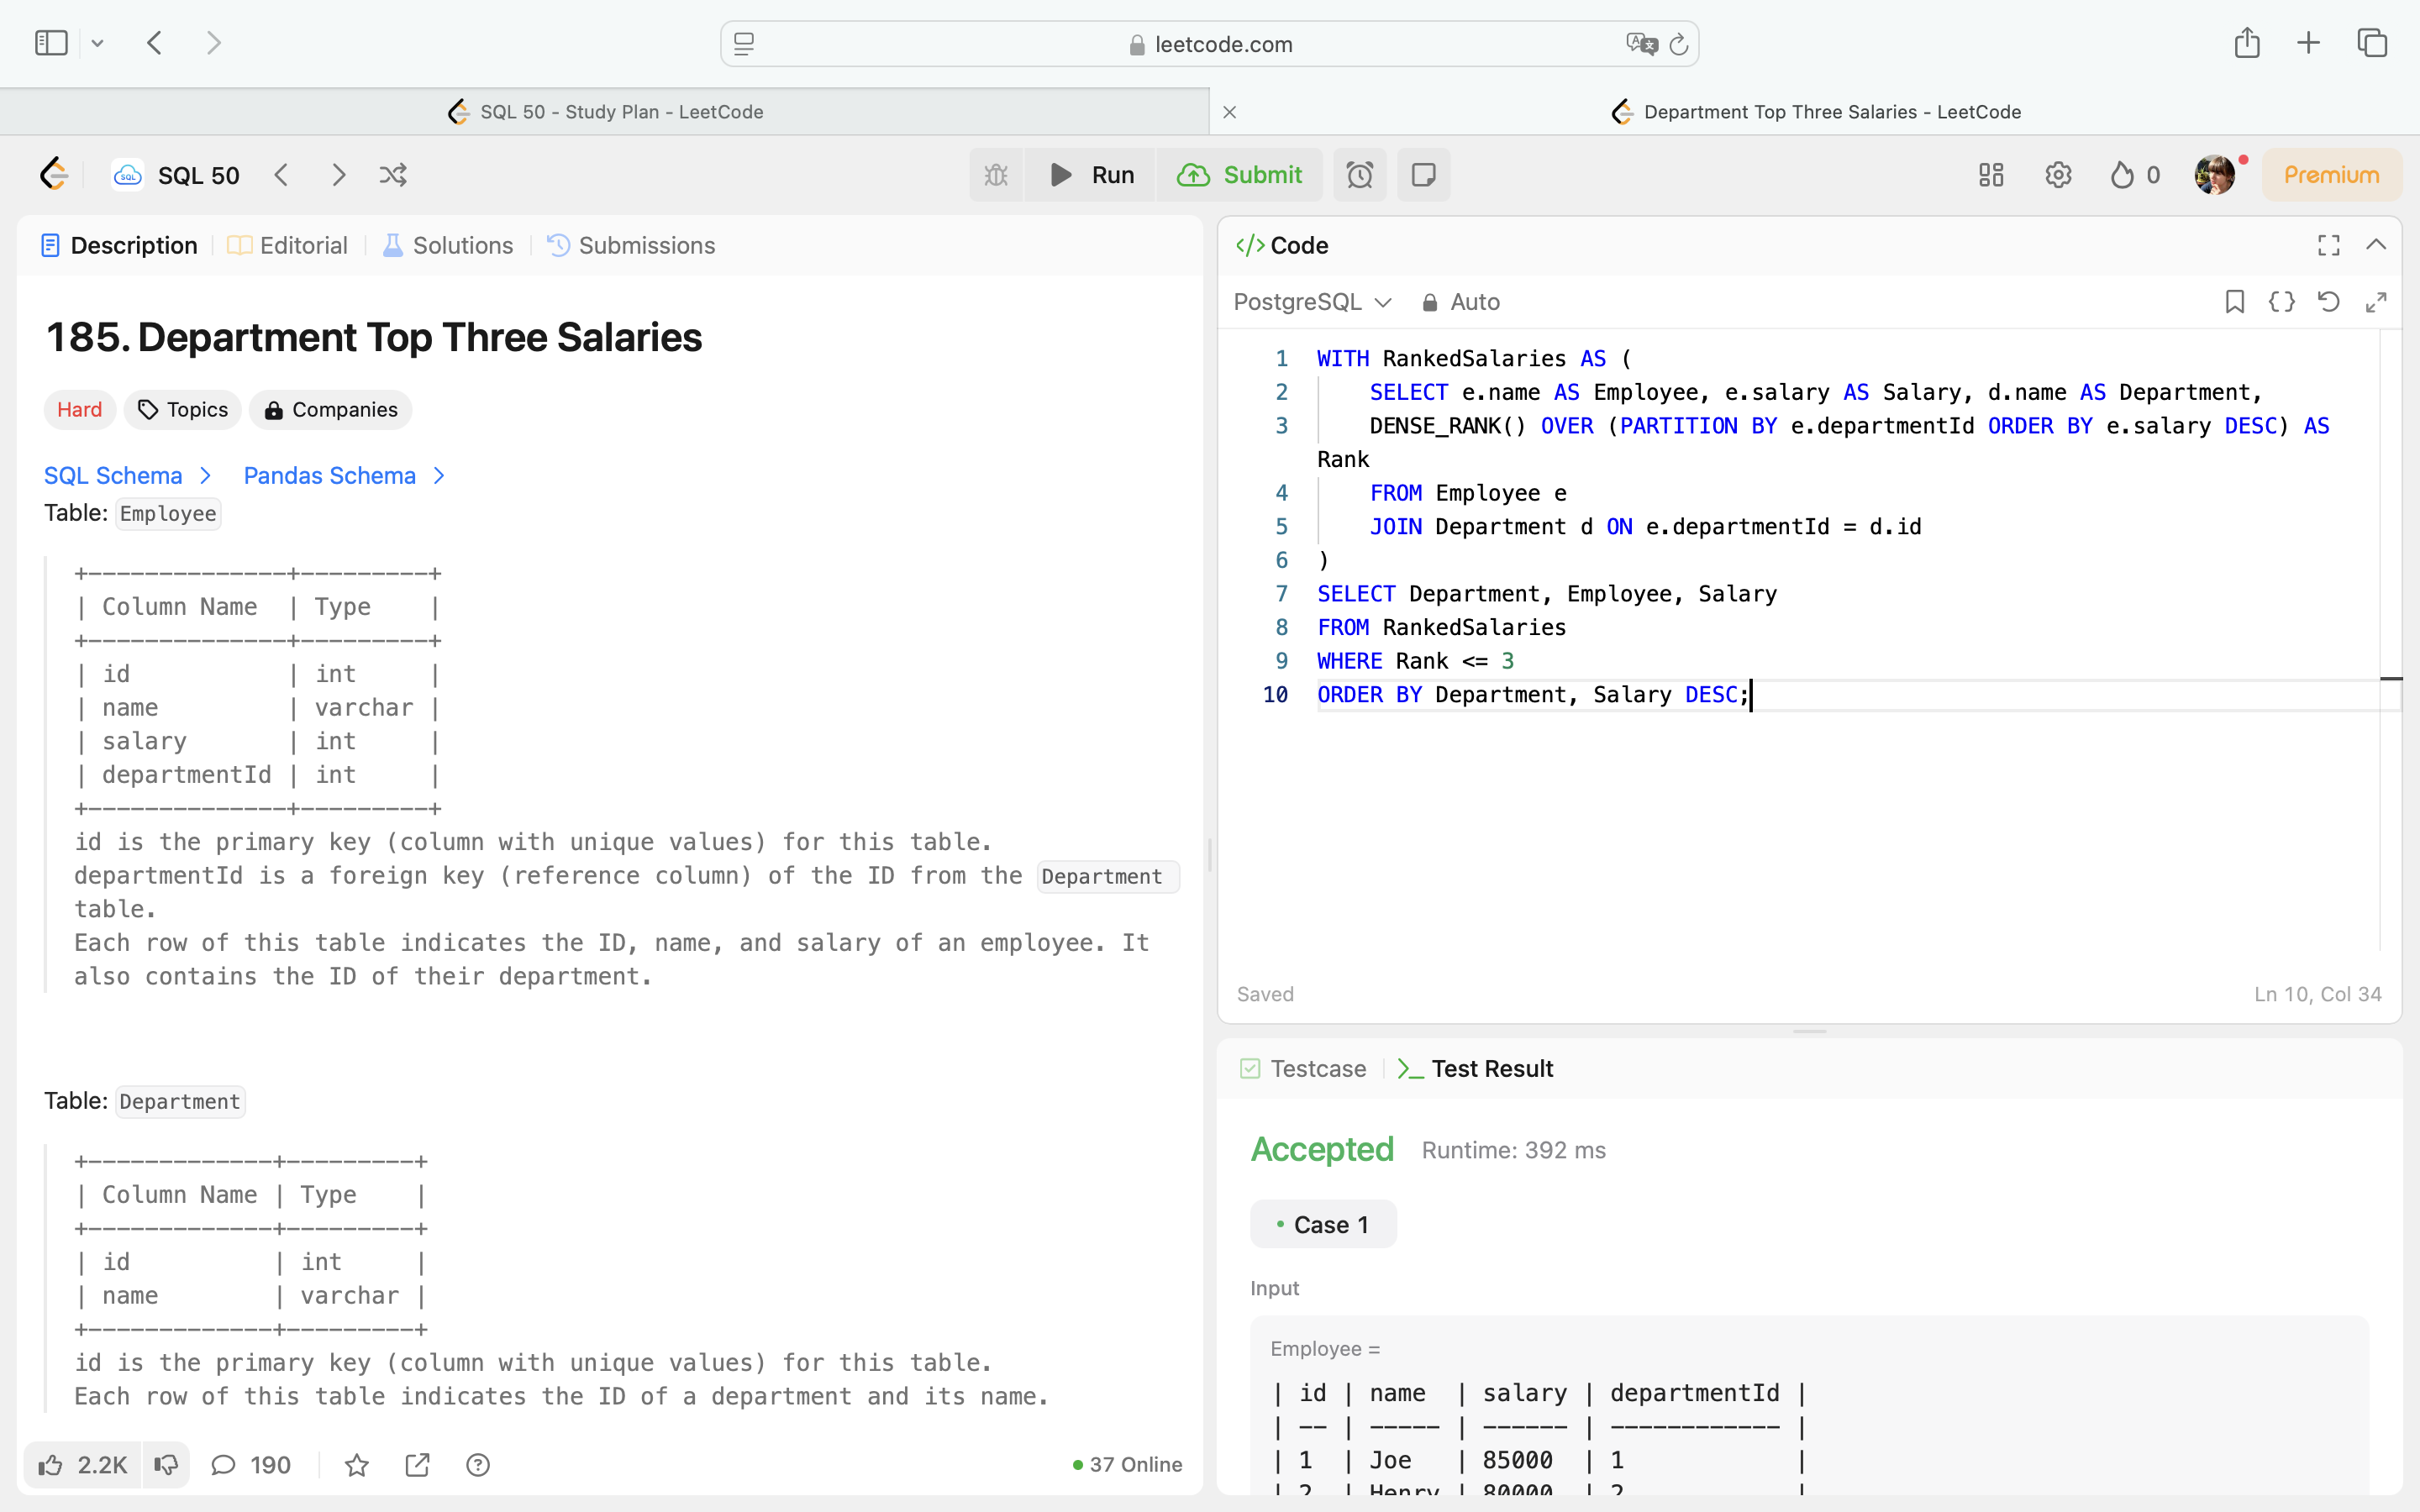 leetcode.com
SQL 50 - Study Plan - LeetCode
Department Top Three Salaries - LeetCode
SQL 50
Run
Submit
0
Premium
Description
Editorial
Solutions
Submissions
185. Department Top Three Salaries
Hard
Topics
Companies
SQL Schema
Pandas Schema
Table: Employee
+-------------+---------+
| Column Name | Type |
+-------------+---------+
| id | int |
| name | varchar |
| salary | int |
| departmentId | int |
+-------------+---------+
id is the primary key (column with unique values) for this table.
departmentId is a foreign key (reference column) of the ID from the Department
table.
Each row of this table indicates the ID, name, and salary of an employee. It
also contains the ID of their department.
Table: Department
+-------------+---------+
| Column Name | Type |
+-------------+---------+
| id | int |
| name | varchar |
+-------------+---------+
id is the primary key (column with unique values) for this table.
Each row of this table indicates the ID of a department and its name.
2.2K
190
37 Online
</> Code
PostgreSQL
Auto
1 WITH RankedSalaries AS (
2 SELECT e.name AS Employee, e.salary AS Salary, d.name AS Department,
3 DENSE_RANK() OVER (PARTITION BY e.departmentId ORDER BY e.salary DESC) AS
Rank
4 FROM Employee e
5 JOIN Department d ON e.departmentId = d.id
6 )
7 SELECT Department, Employee, Salary
8 FROM RankedSalaries
9 WHERE Rank <= 3
10 ORDER BY Department, Salary DESC;
Saved
Ln 10, Col 34
Testcase
Test Result
Accepted
Runtime: 392 ms
Case 1
Input
Employee =
| id | name | salary | departmentId |
| -- | ----- | ------ | ------------ |
| 1 | Joe | 85000 | 1 |
| 2 | Henry | 80000 | 2 |